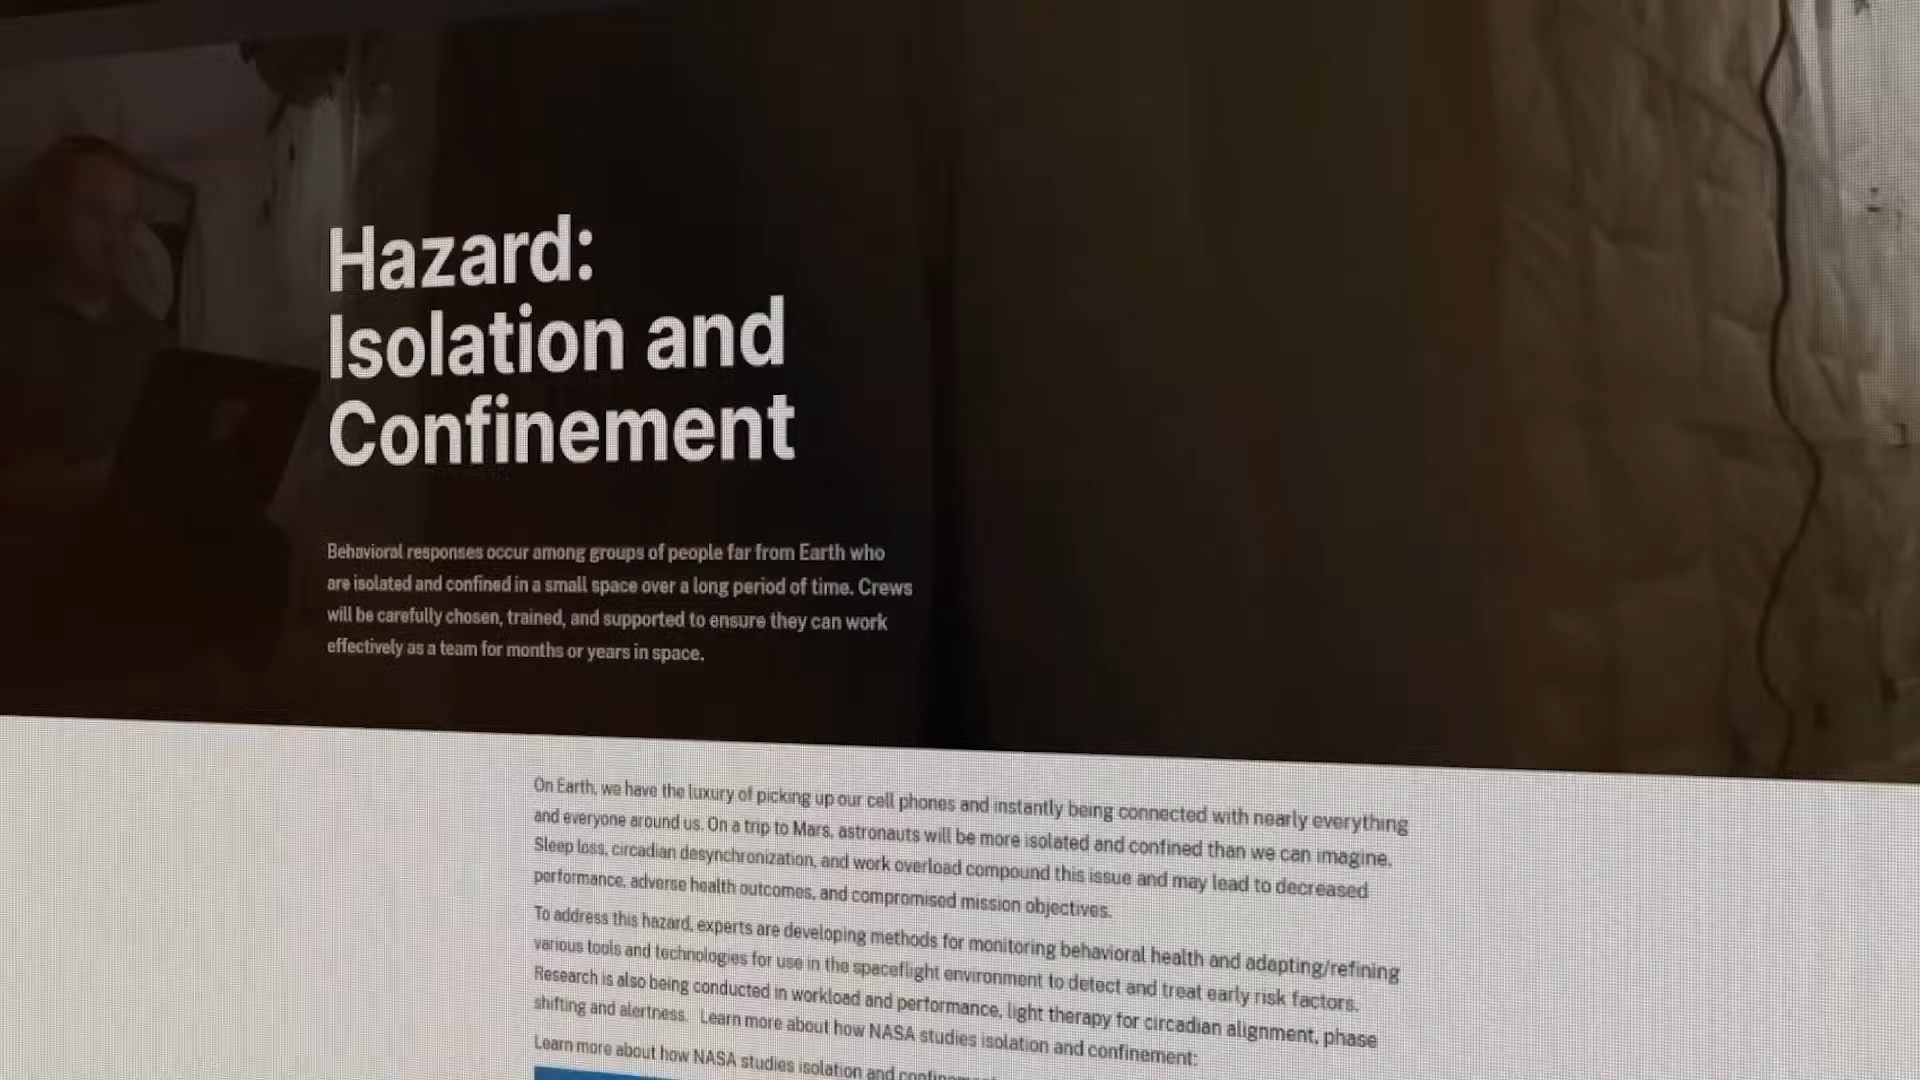 Hazard:
Isolation and
Confinement
Behavioral responses occur among groups of people far from Earth who
are isolated and confined in a small space over a long period of time. Crews
will be carefully chosen, trained, and supported to ensure they can work
effectively as a team for months or years in space.
On Earth, we have the luxury of picking up our cell phones and instantly being connected with nearly everything
and everyone around us. On a trip to Mars, astronauts will be more isolated and confined than we can imagine.
Sleep loss, circadian desynchronization, and work overload compound this issue and may lead to decreased
performance, adverse health outcomes, and compromised mission objectives.
To address this hazard, experts are developing methods for monitoring behavioral health and adapting/refining
various tools and technologies for use in the spaceflight environment to detect and treat early risk factors.
Research is also being conducted in workload and performance, light therapy for circadian alignment, phase
shifting and alertness. Learn more about how NASA studies isolation and confinement:
Learn more about how NASA studies isolation and